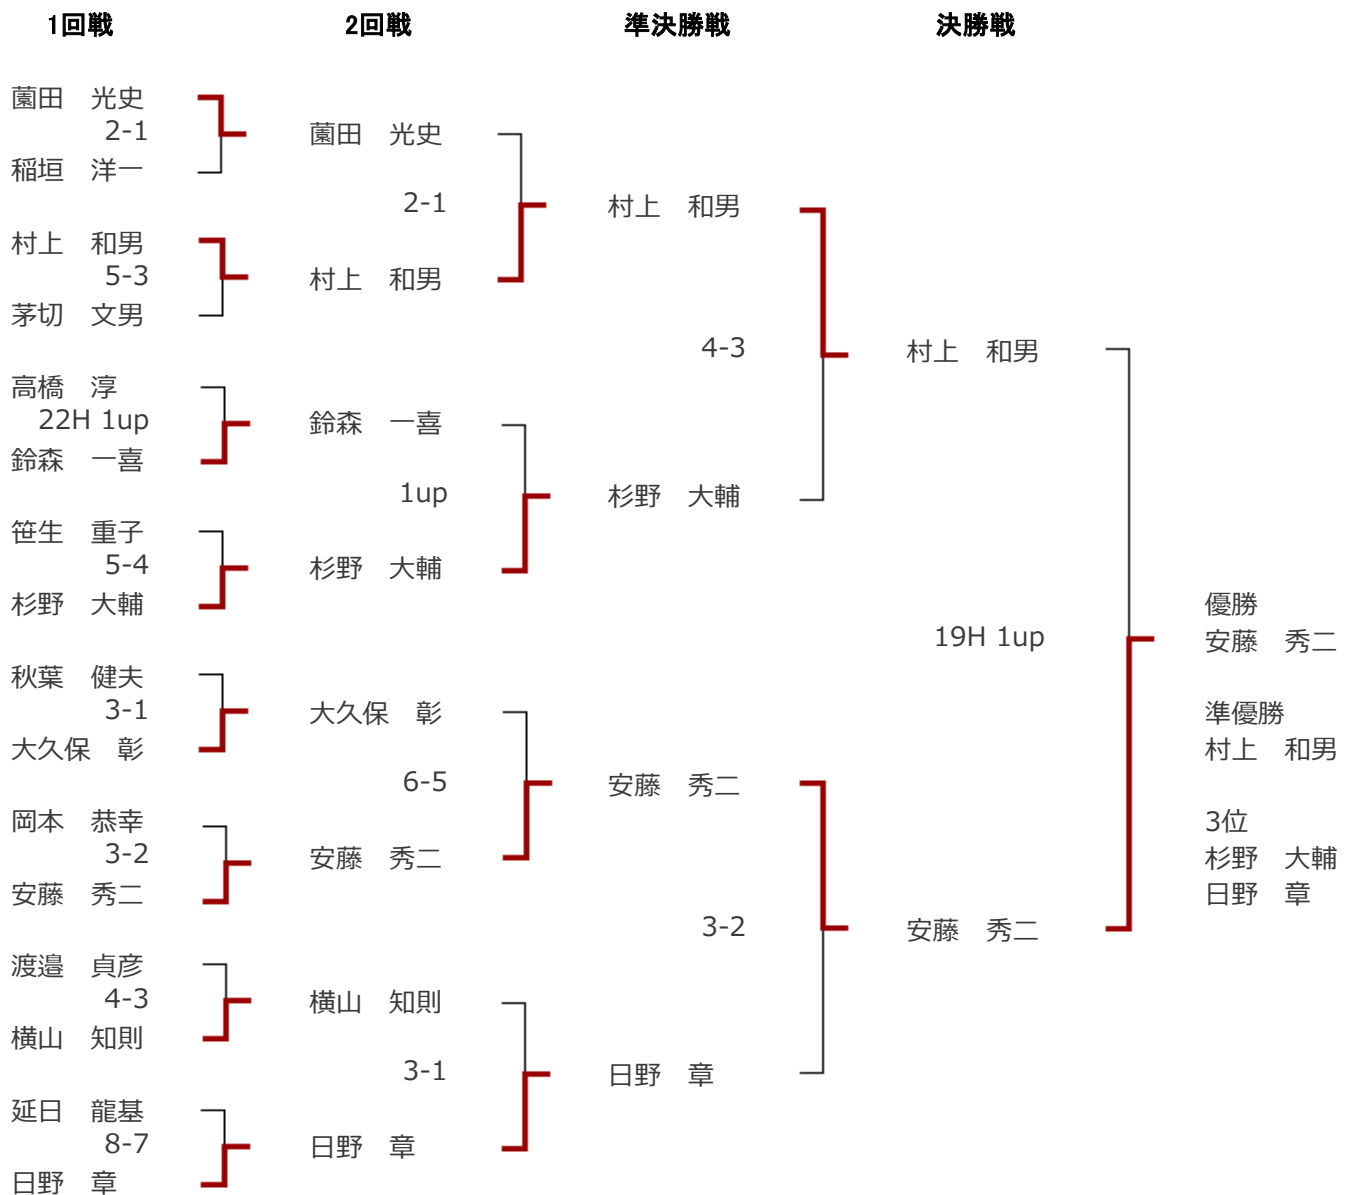 1回戦
2回戦
準決勝戦
決勝戦
薗田　光史
2-1
稲垣　洋一
村上　和男
5-3
茅切　文男
高橋　淳
22H 1up
鈴森　一喜
笹生　重子
5-4
杉野　大輔
秋葉　健夫
3-1
大久保　彰
岡本　恭幸
3-2
安藤　秀二
渡邉　貞彦
4-3
横山　知則
延日　龍基
8-7
日野　章
薗田　光史
2-1
村上　和男
鈴森　一喜
1up
杉野　大輔
大久保　彰
6-5
安藤　秀二
横山　知則
3-1
日野　章
村上　和男
4-3
杉野　大輔
安藤　秀二
3-2
日野　章
村上　和男
19H 1up
安藤　秀二
優勝
安藤　秀二
準優勝
村上　和男
3位
杉野　大輔
日野　章